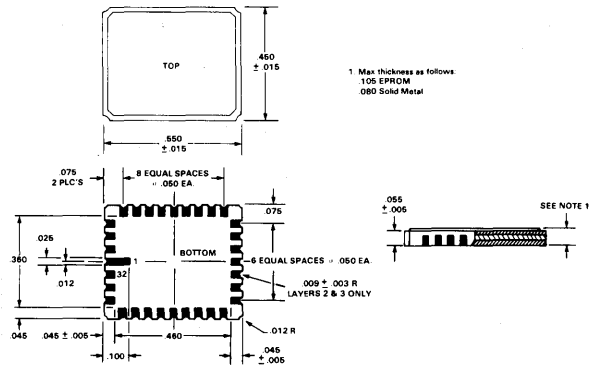 TOP
.450
± .015
1. Max thickness as follows:
.105 EPROM
.080 Solid Metal
.550
± .015
.075
2 PLC'S
8 EQUAL SPACES
.050 EA.
.075
.055
± .005
SEE NOTE 1
.025
.360
.012
1
32
BOTTOM
6 EQUAL SPACES
.050 EA.
.009 ± .003 R
LAYERS 2 & 3 ONLY
.045
.045 ± .005
.460
.012 R
.100
.045
± .005